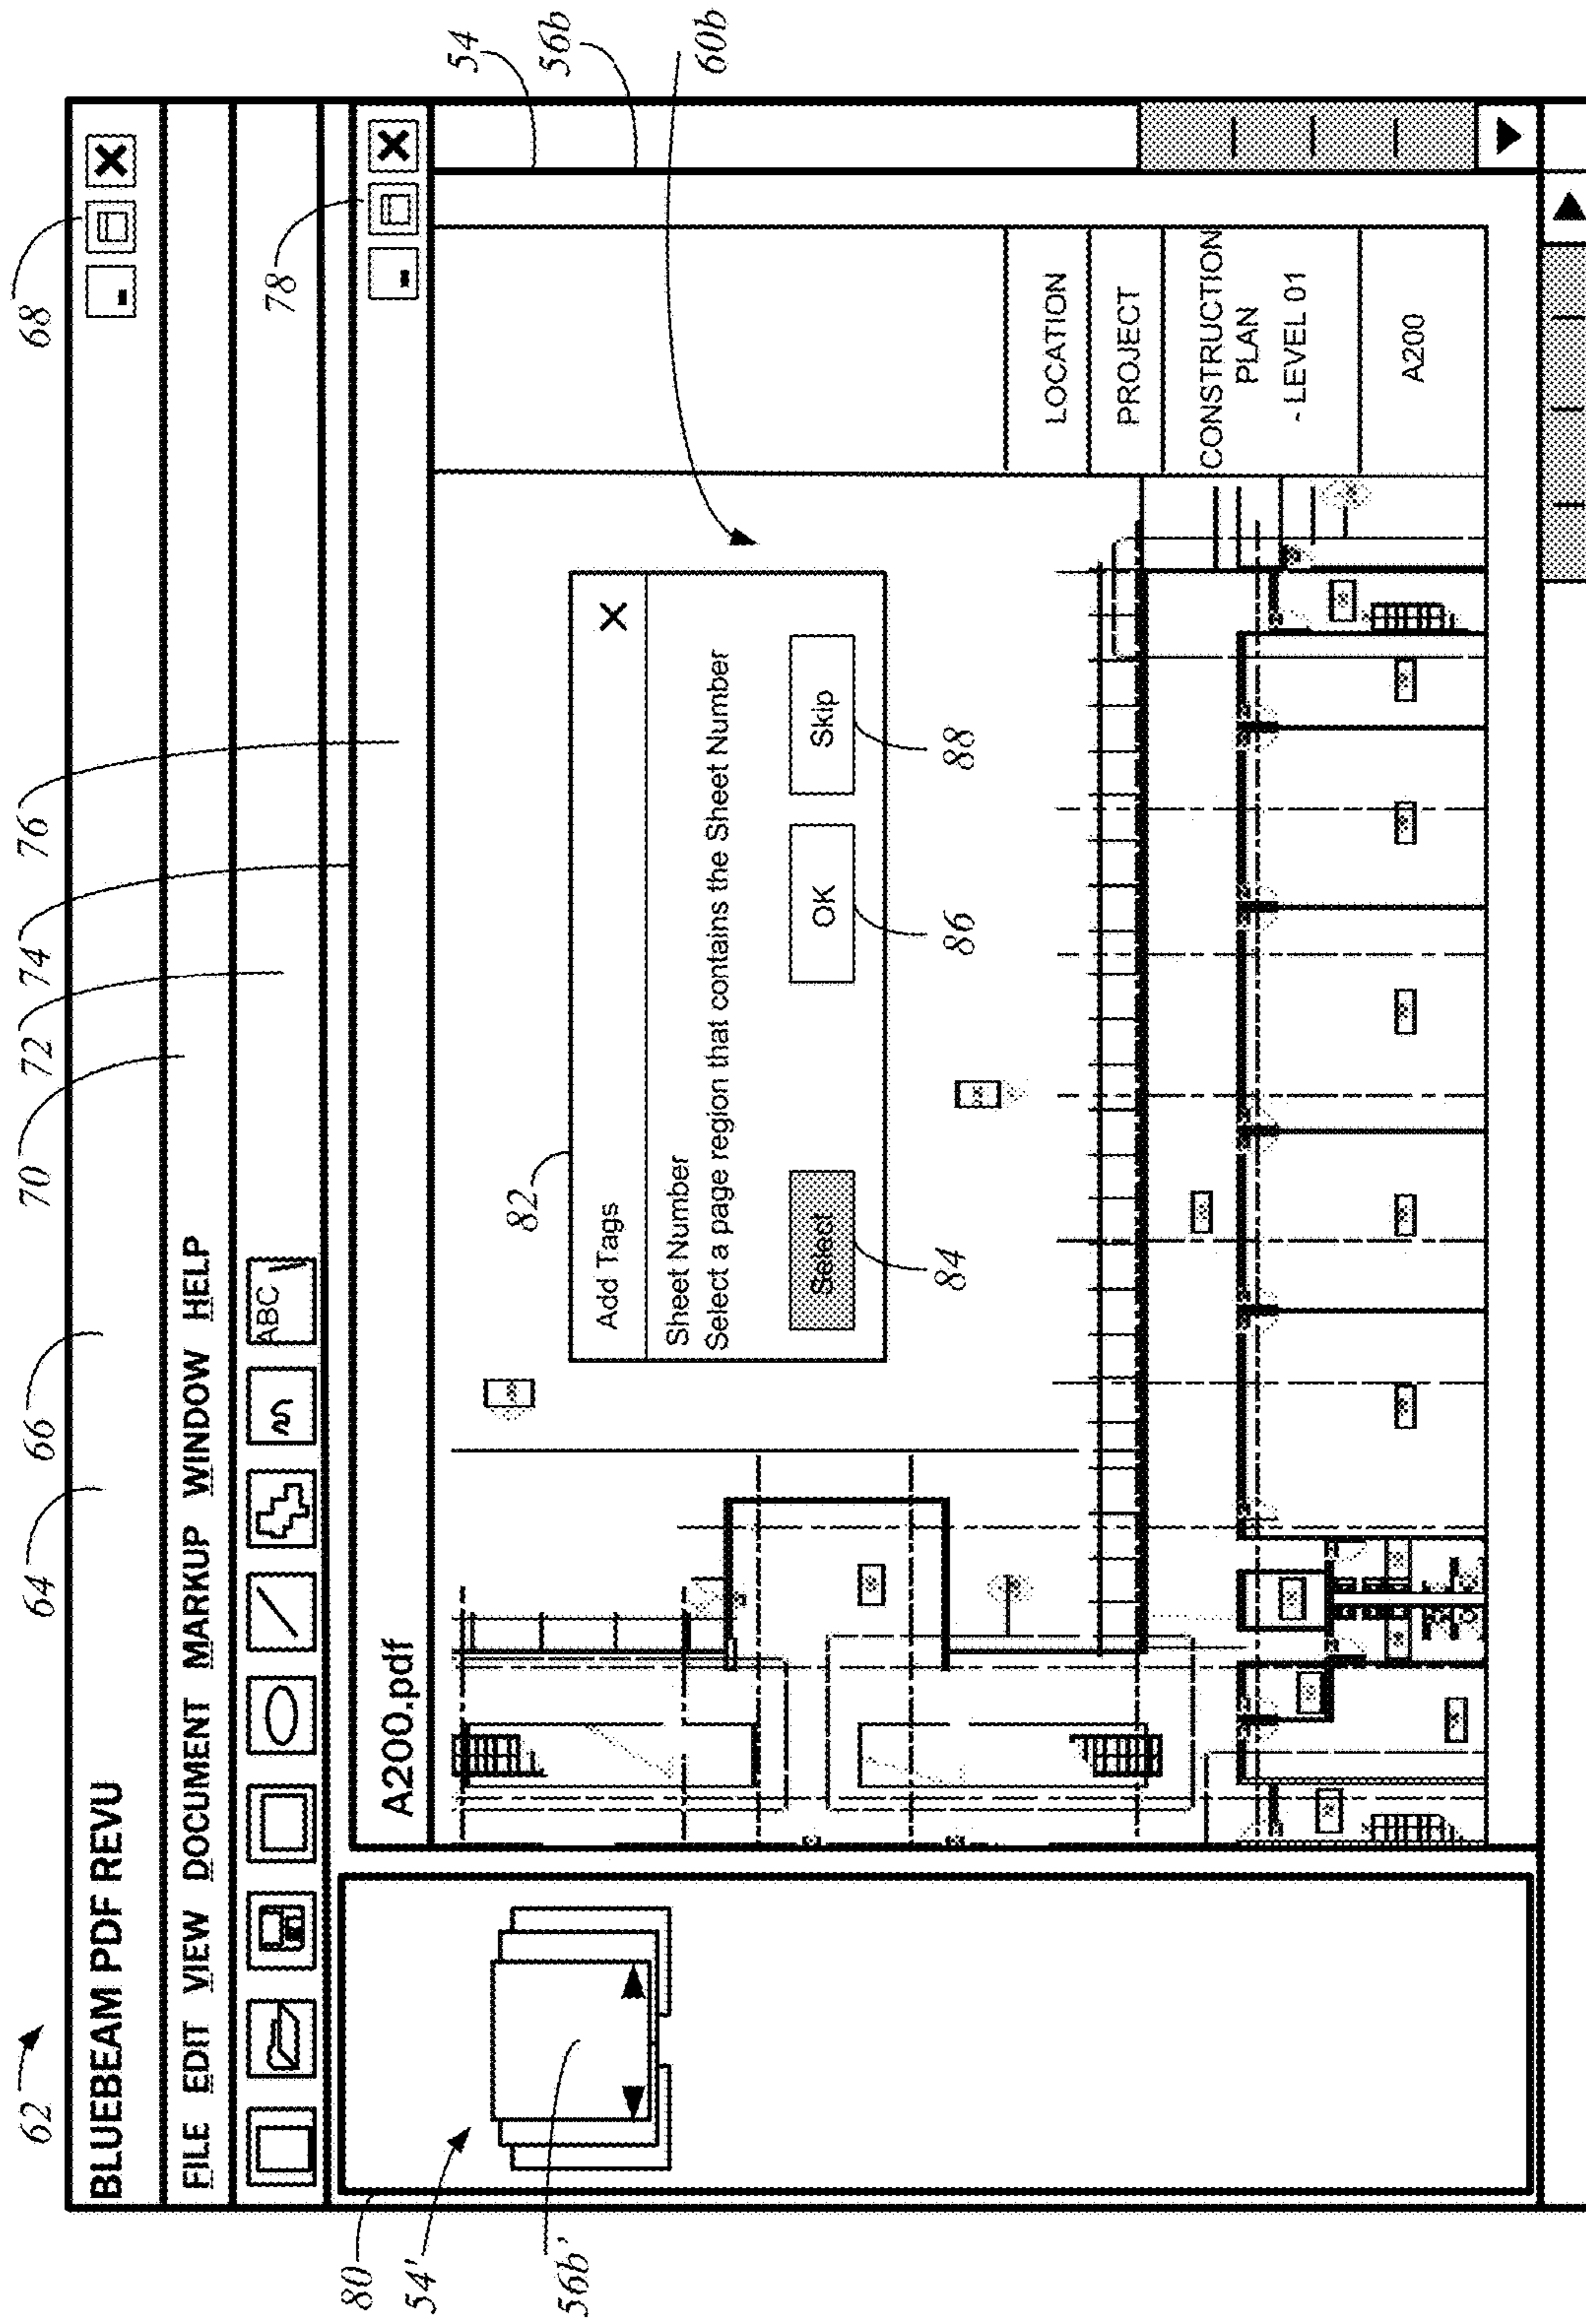 62
64
66
70
72
74
76
68
BLUEBEAM PDF REVU
FILE EDIT VIEW DOCUMENT MARKUP WINDOW HELP
ABC
78
80
A200.pdf
54
56b
54'
56b'
60b
82
Add Tags
X
Sheet Number
Select a page region that contains the Sheet Number
Select
OK
Skip
84
86
88
LOCATION
PROJECT
CONSTRUCTION
PLAN
- LEVEL 01
A200